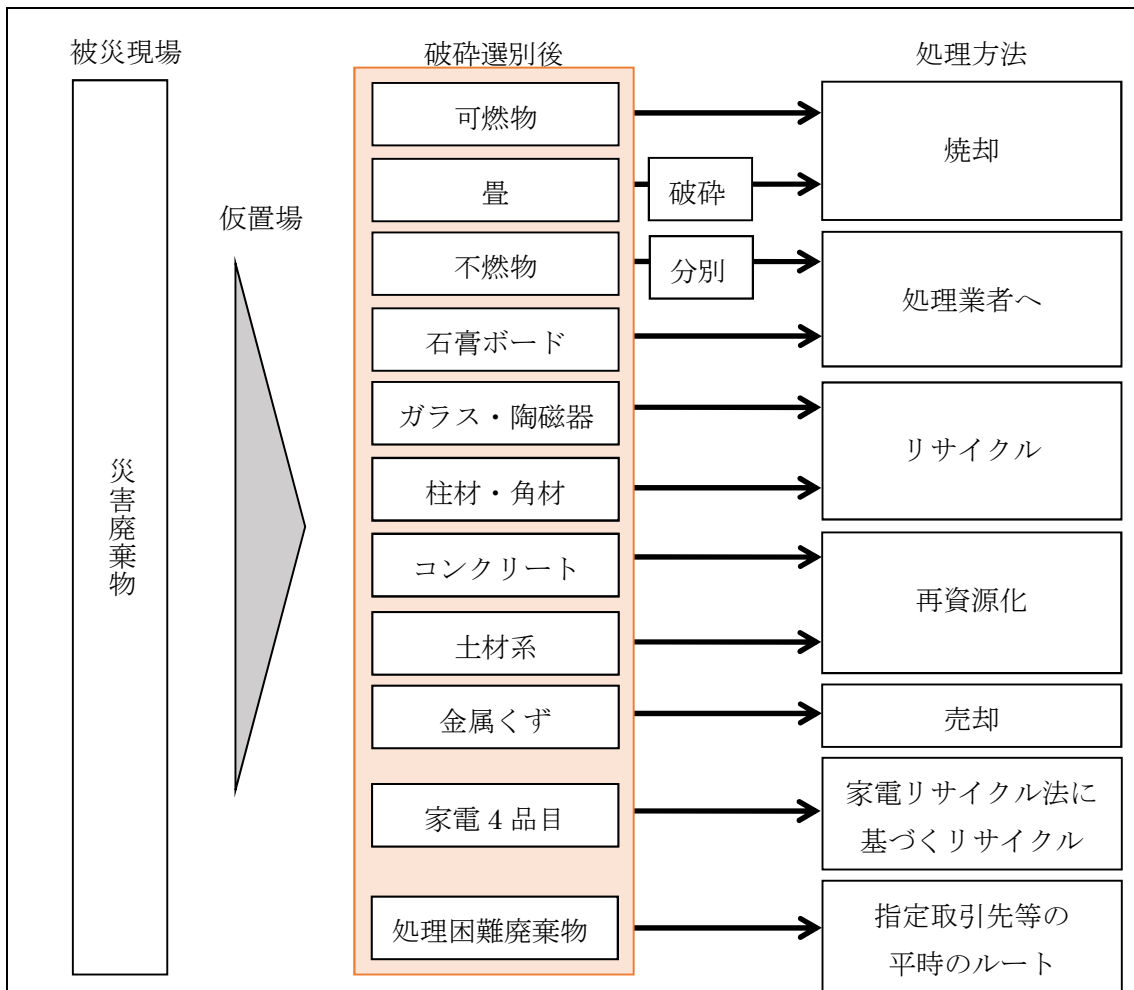 被災現場
破砕選別後
処理方法
災害廃棄物
仮置場
可燃物
畳
破砕
焼却
不燃物
分別
石膏ボード
処理業者へ
ガラス・陶磁器
柱材・角材
リサイクル
コンクリート
土材系
再資源化
金属くず
売却
家電4品目
家電リサイクル法に
基づくリサイクル
処理困難廃棄物
指定取引先等の
平時のルート